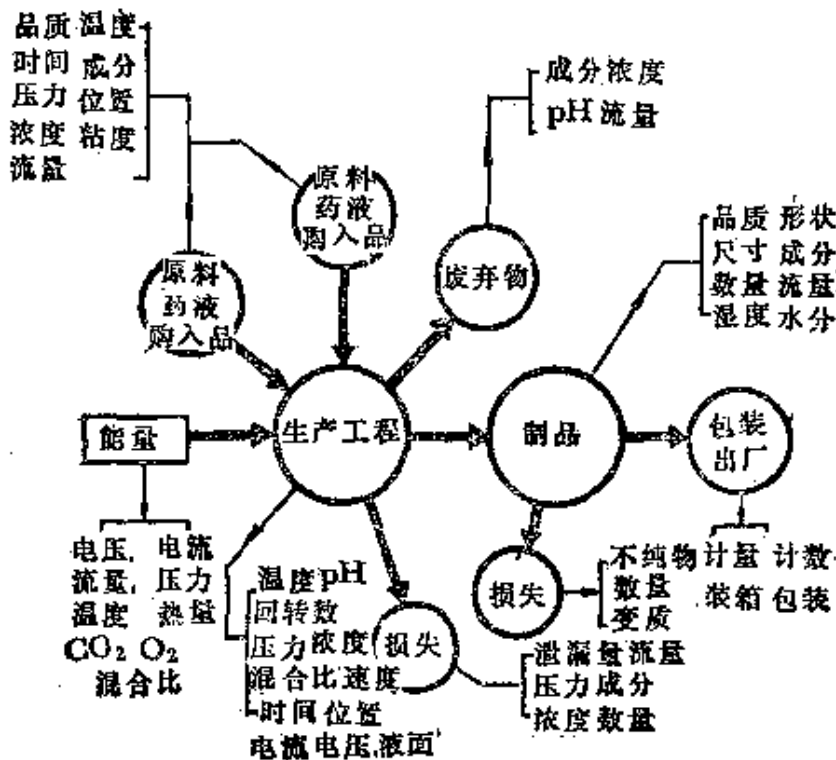 品质 温度
时间 成分
压力 位置
浓度 粘度
流量
成分浓度
pH 流量
原料
药液
购入品
原料
药液
购入品
废弃物
品质 形状
尺寸 成分
数量 流量
湿度 水分
能量
生产工程
制品
包装
出厂
电压, 电流
流量, 压力
温度 热量
CO₂ O₂
混合比
温度 pH
回转数
压力 浓度
混合比速度
时间位置
电流电压,液面
损失
泄漏量流量
压力成分
浓度数量
损失
不纯物
数量
变质
计量 计数
装箱 包装